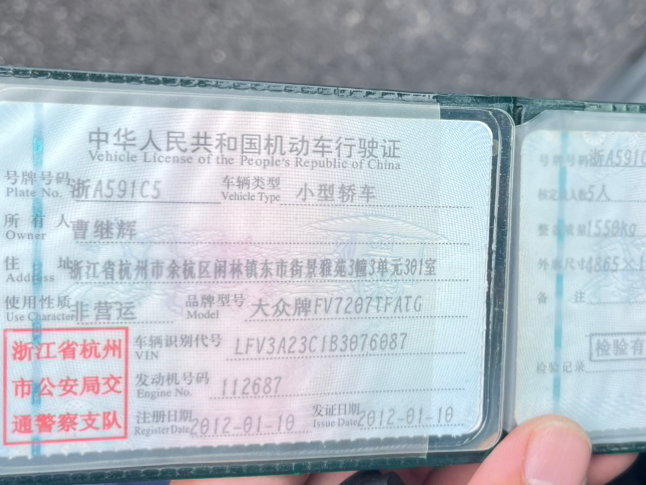 中华人民共和国机动车行驶证
Vehicle License of the People's Republic of China
号牌号码 浙A591C5 车辆类型 小型轿车
Plate No. Vehicle Type
所有人 曹继辉
Owner
住址 浙江省杭州市余杭区闲林镇东市街景雅苑3幢3单元301室
Address
使用性质 非营运 品牌型号 大众牌FV7207TFATG
Use Character Model
浙江省杭州
市公安局交
通警察支队
车辆识别代号 LFV3A23C1B3076087
VIN
发动机号码 112687
Engine No.
注册日期 2012-01-10 发证日期 2012-01-10
Register Date Issue Date
号牌号码 浙A591C
人数 5人
质量 1550kg
尺寸 4865×1
备注
检验有
检验记录